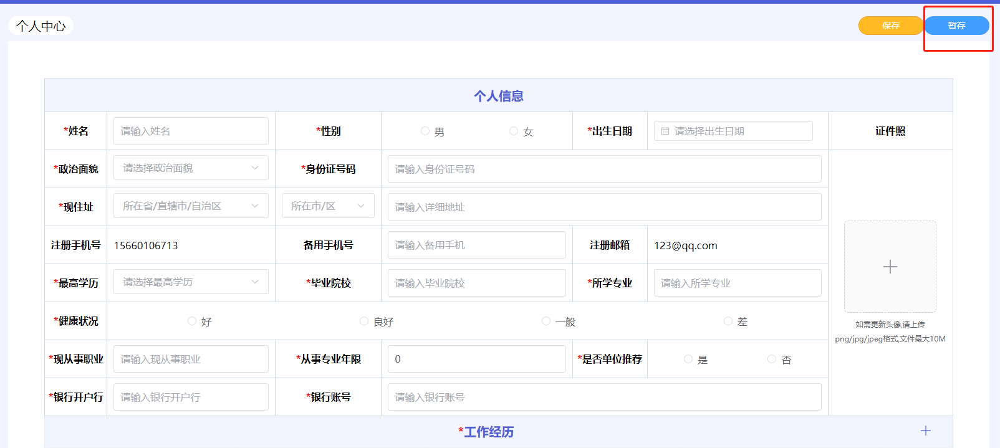 个人中心
保存
暂存
个人信息
*姓名 请输入姓名 *性别 男 女 *出生日期 请选择出生日期 证件照
*政治面貌 请选择政治面貌 *身份证号码 请输入身份证号码
*现住址 所在省/直辖市/自治区 所在市/区 请输入详细地址
注册手机号 15660106713 备用手机号 请输入备用手机 注册邮箱 123@qq.com
*最高学历 请选择最高学历 *毕业院校 请输入毕业院校 *所学专业 请输入所学专业
*健康状况 好 良好 一般 差
如需更新头像,请上传
png/jpg/jpeg格式,文件最大10M
*现从事职业 请输入现从事职业 *从事专业年限 0 *是否单位推荐 是 否
*银行开户行 请输入银行开户行 *银行账号 请输入银行账号
*工作经历